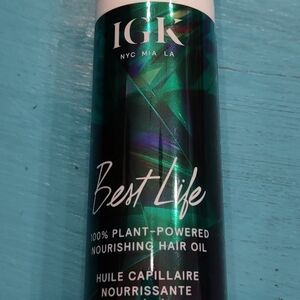 IGK
NYC MIA LA
Best Life
100% PLANT-POWERED
NOURISHING HAIR OIL
HUILE CAPILLAIRE
NOURRISSANTE